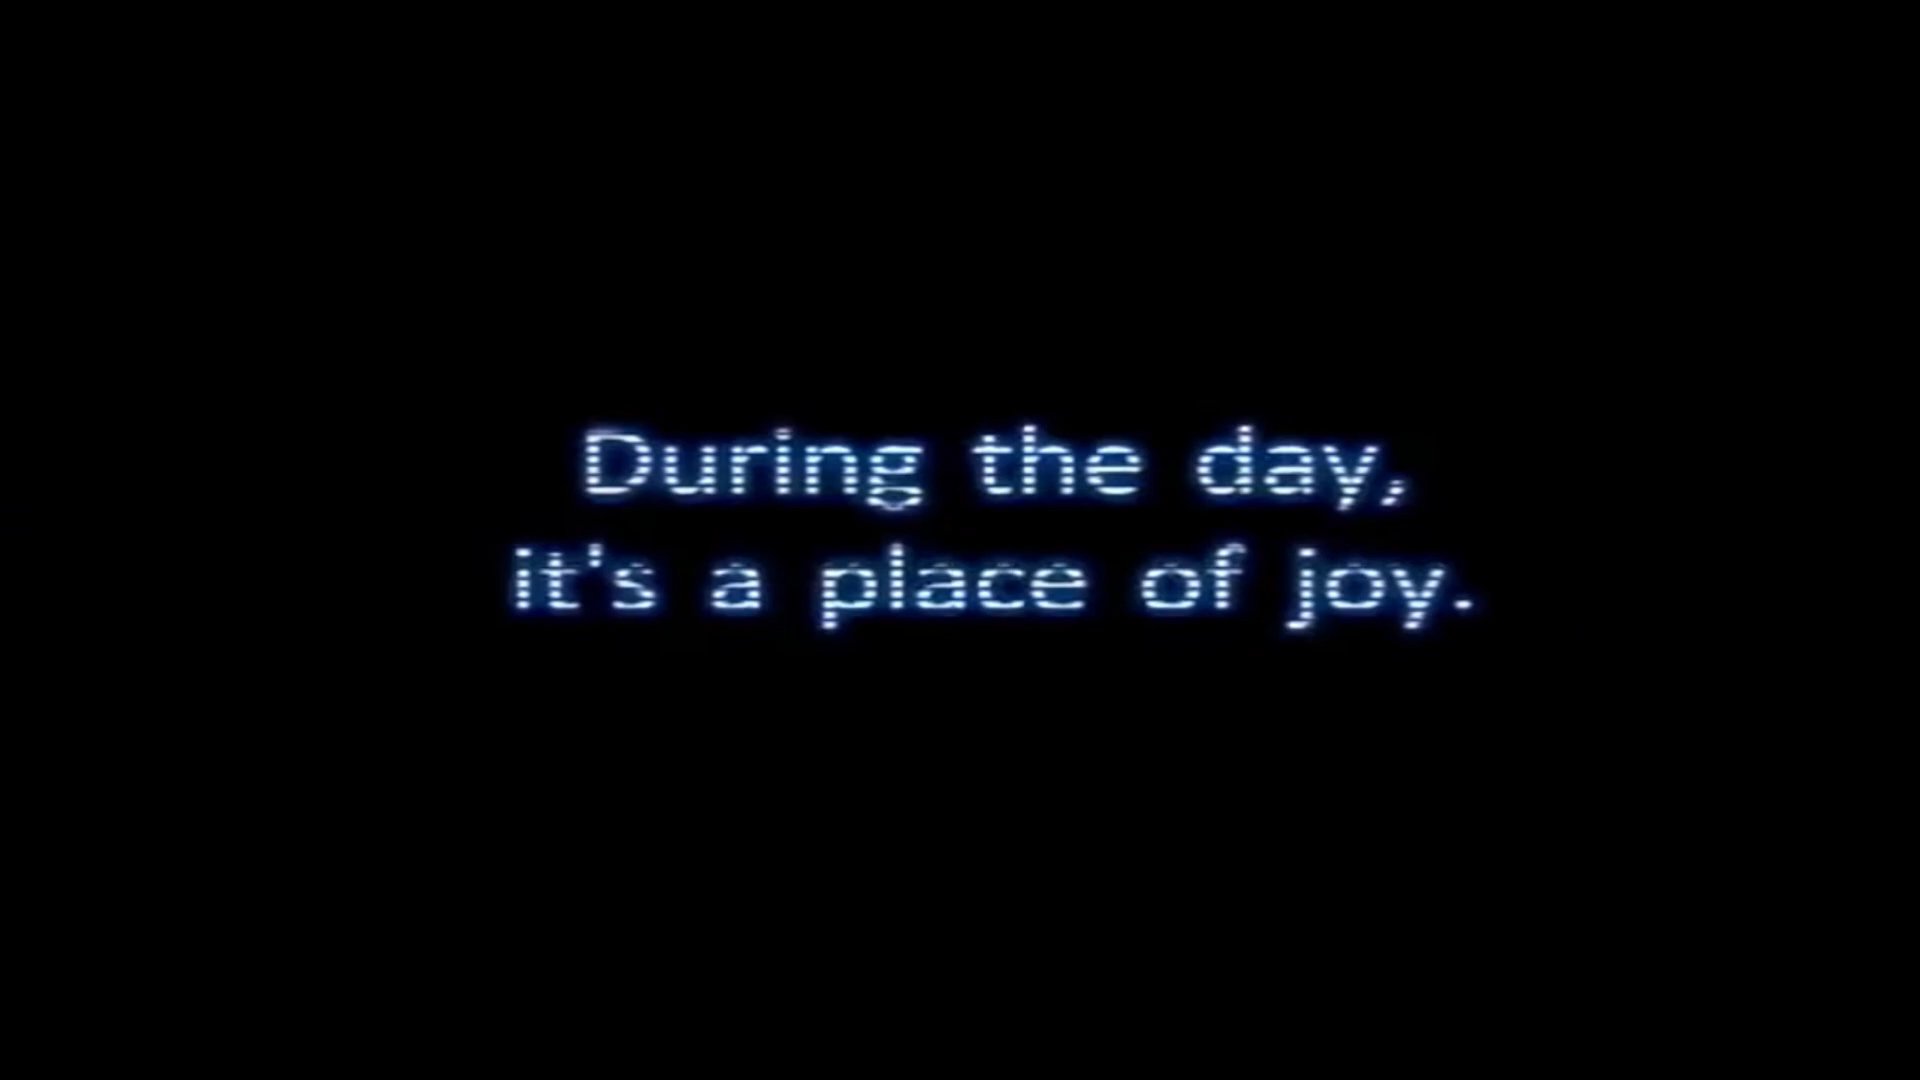 During the day,
it's a place of joy.